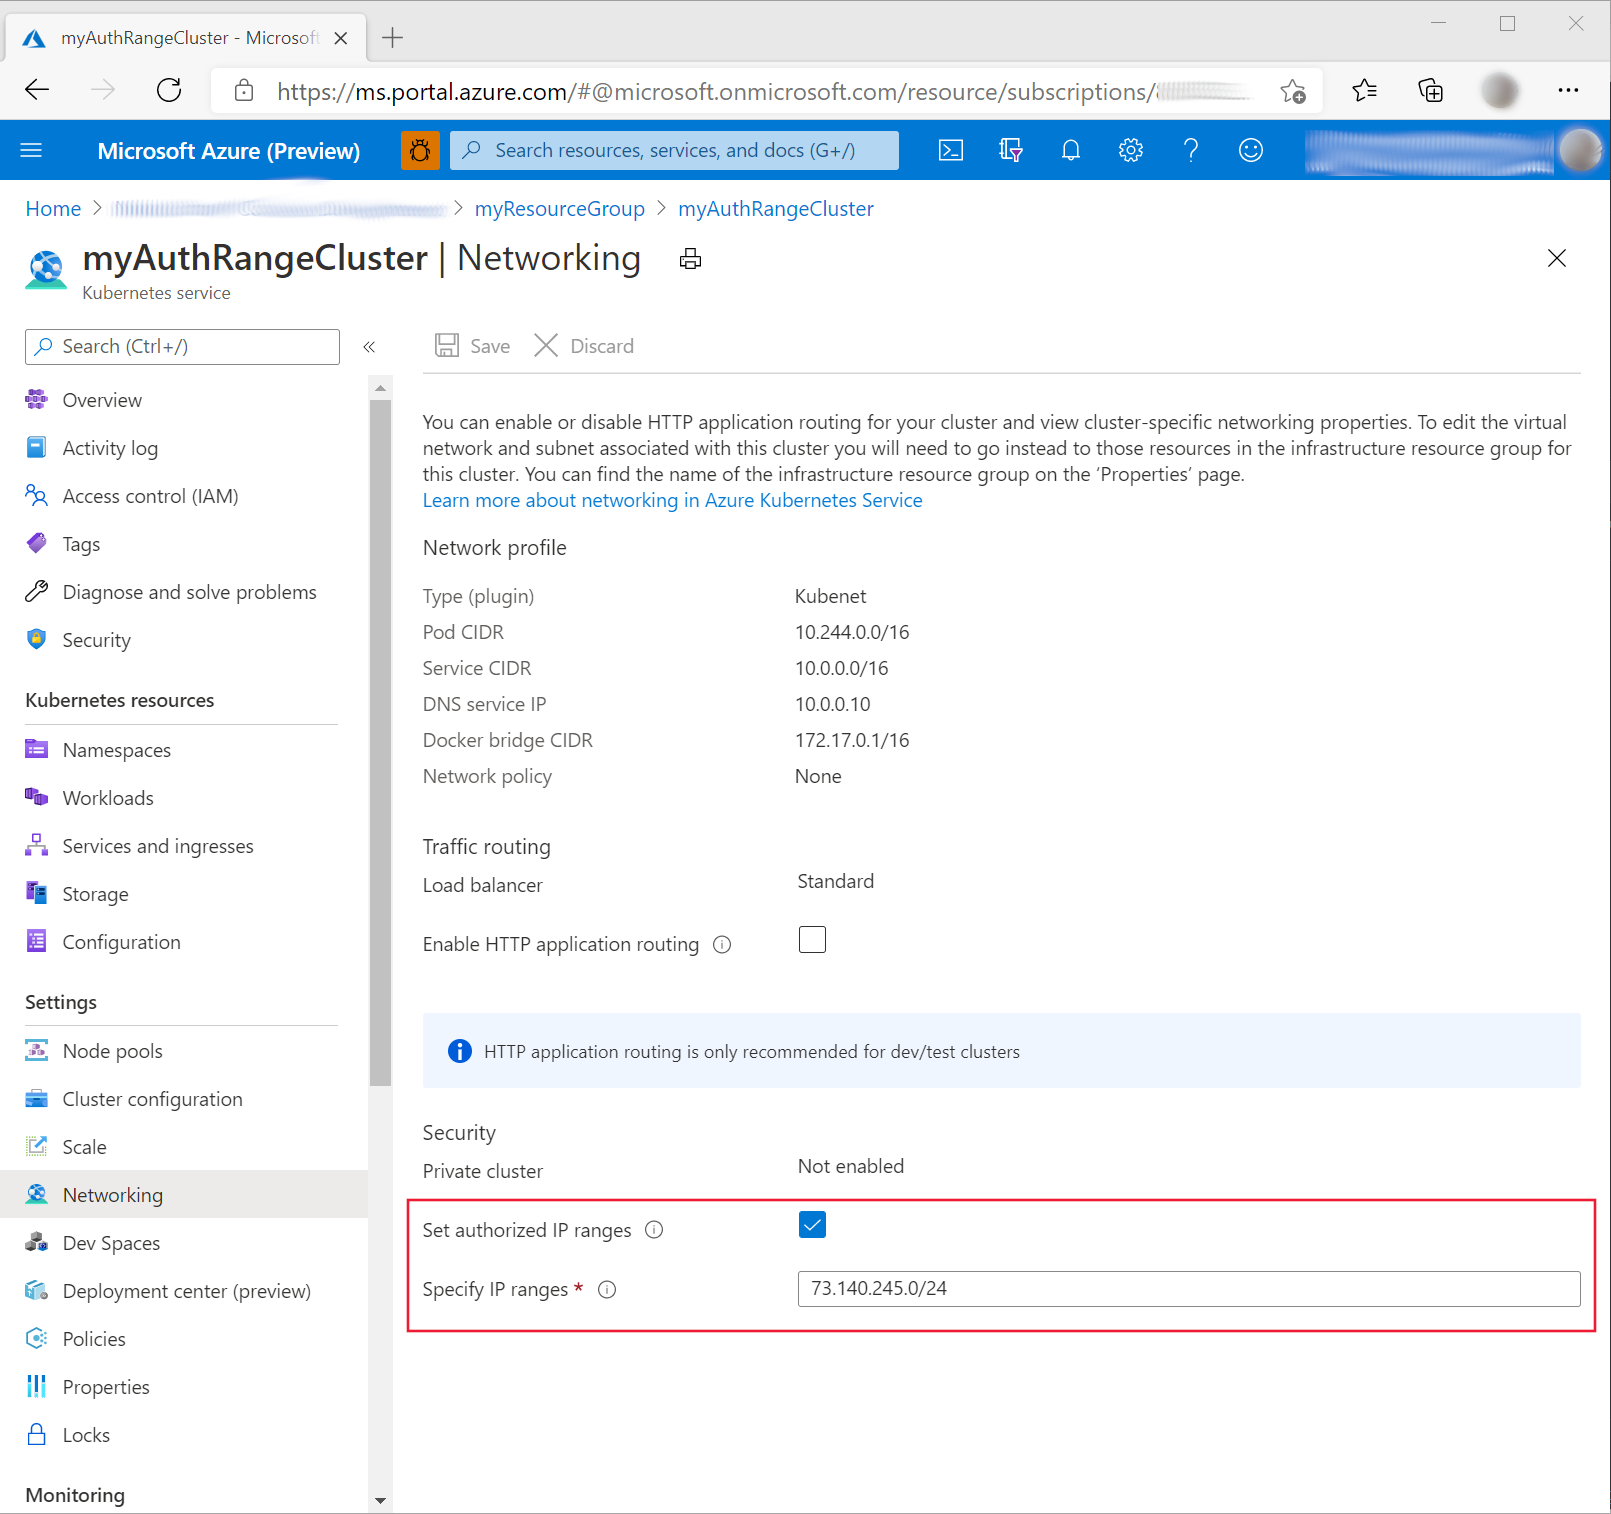 myAuthRangeCluster - Microsoft
https://ms.portal.azure.com/#@microsoft.onmicrosoft.com/resource/subscriptions/
Microsoft Azure (Preview)
Search resources, services, and docs (G+/)
Home > > myResourceGroup > myAuthRangeCluster
myAuthRangeCluster | Networking
Kubernetes service
Search (Ctrl+/)
«
Overview
Activity log
Access control (IAM)
Tags
Diagnose and solve problems
Security
Kubernetes resources
Namespaces
Workloads
Services and ingresses
Storage
Configuration
Settings
Node pools
Cluster configuration
Scale
Networking
Dev Spaces
Deployment center (preview)
Policies
Properties
Locks
Monitoring
Save
Discard
You can enable or disable HTTP application routing for your cluster and view cluster-specific networking properties. To edit the virtual
network and subnet associated with this cluster you will need to go instead to those resources in the infrastructure resource group for
this cluster. You can find the name of the infrastructure resource group on the ‘Properties’ page.
Learn more about networking in Azure Kubernetes Service
Network profile
Type (plugin) Kubenet
Pod CIDR 10.244.0.0/16
Service CIDR 10.0.0.0/16
DNS service IP 10.0.0.10
Docker bridge CIDR 172.17.0.1/16
Network policy None
Traffic routing
Load balancer Standard
Enable HTTP application routing
HTTP application routing is only recommended for dev/test clusters
Security
Private cluster Not enabled
Set authorized IP ranges
Specify IP ranges * 73.140.245.0/24